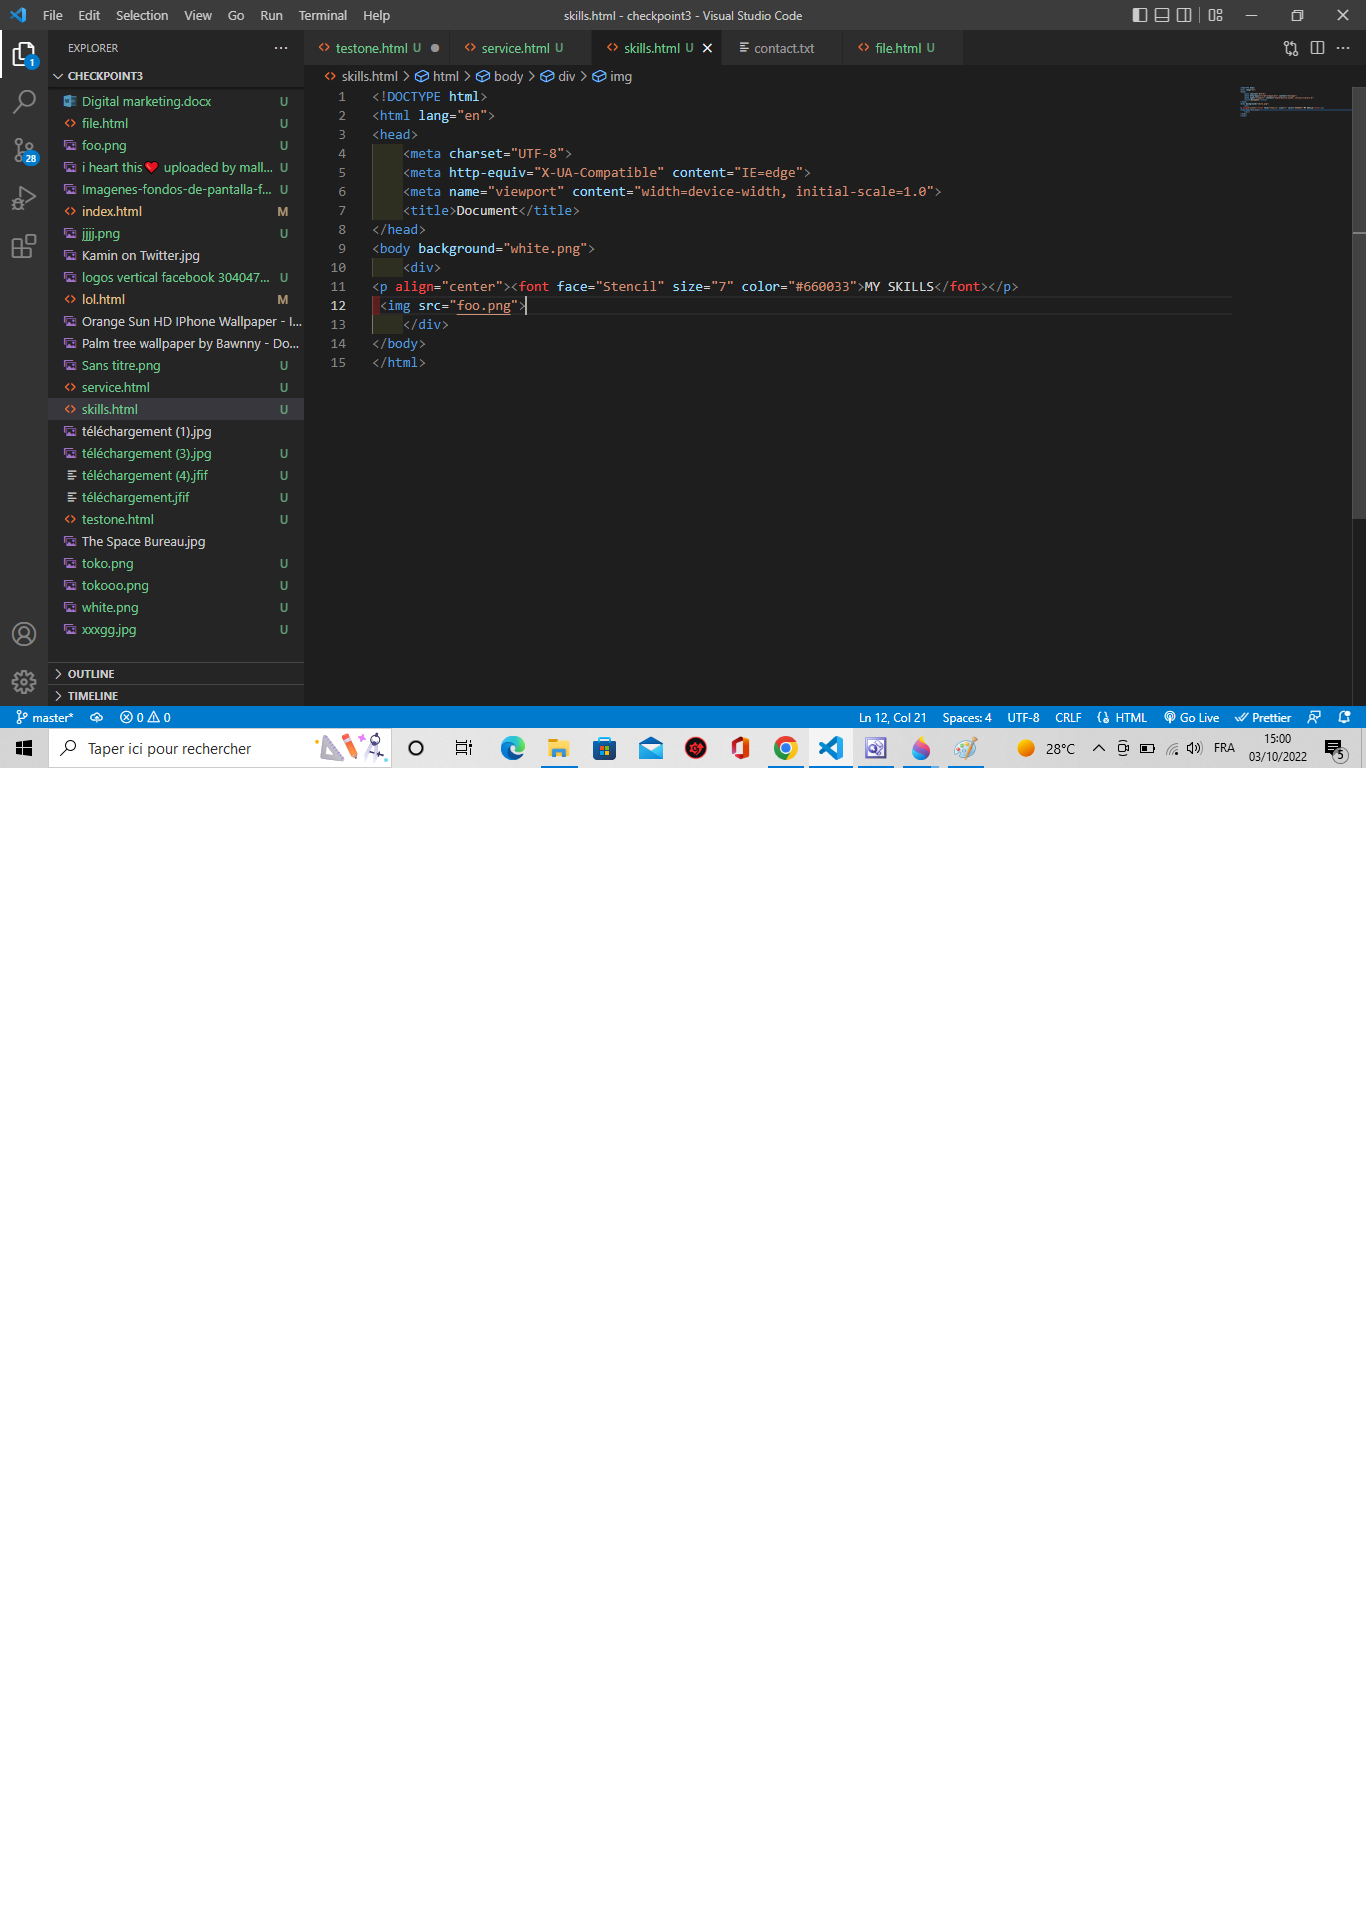 File Edit Selection View Go Run Terminal Help
skills.html - checkpoint3 - Visual Studio Code
EXPLORER
CHECKPOINT3
Digital marketing.docx U
file.html U
foo.png U
i heart this❤️ uploaded by mall... U
Imagenes-fondos-de-pantalla-f... U
index.html M
jjjj.png U
Kamin on Twitter.jpg
logos vertical facebook 304047... U
lol.html M
Orange Sun HD IPhone Wallpaper - I...
Palm tree wallpaper by Bawnny - Do...
Sans titre.png U
service.html U
skills.html U
téléchargement (1).jpg
téléchargement (3).jpg U
téléchargement (4).jfif U
téléchargement.jfif U
testone.html U
The Space Bureau.jpg
toko.png U
tokooo.png U
white.png U
xxxgg.jpg U
OUTLINE
TIMELINE
1
28
testone.html U
service.html U
skills.html U
contact.txt
file.html U
skills.html > html > body > div > img
1 <!DOCTYPE html>
2 <html lang="en">
3 <head>
4 <meta charset="UTF-8">
5 <meta http-equiv="X-UA-Compatible" content="IE=edge">
6 <meta name="viewport" content="width=device-width, initial-scale=1.0">
7 <title>Document</title>
8 </head>
9 <body background="white.png">
10 <div>
11 <p align="center"><font face="Stencil" size="7" color="#660033">MY SKILLS</font></p>
12 <img src="foo.png">
13 </div>
14 </body>
15 </html>
master* 0 0
Ln 12, Col 21 Spaces: 4 UTF-8 CRLF HTML Go Live Prettier
Taper ici pour rechercher
28°C FRA
15:00
03/10/2022
5